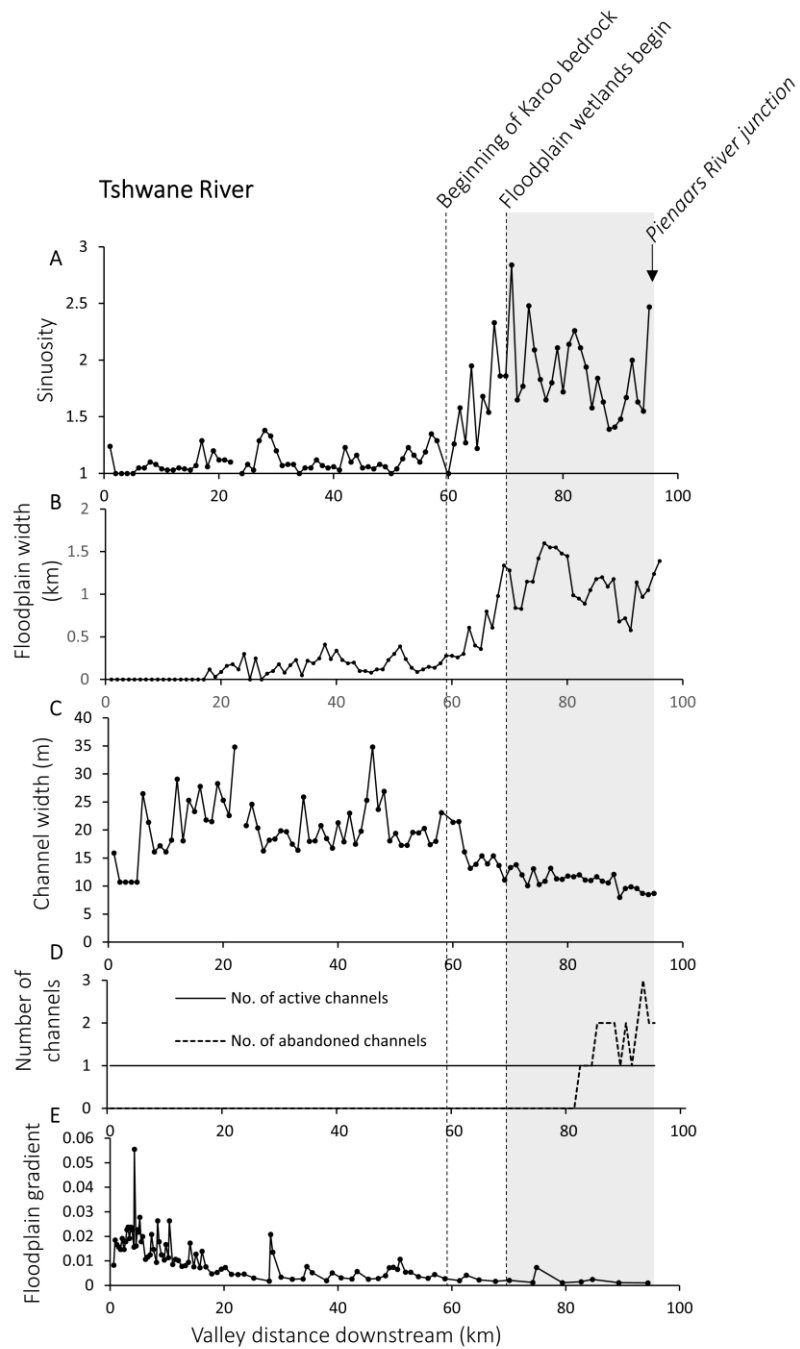 Beginning of Karoo bedrock
Floodplain wetlands begin
Pienaars River junction
Tshwane River
A
Sinuosity
3
2.5
2
1.5
1
0 20 40 60 80 100
B
Floodplain width
(km)
2
1.5
1
0.5
0
0 20 40 60 80 100
C
Channel width (m)
40
35
30
25
20
15
10
5
0
0 20 40 60 80 100
D
Number of
channels
3
2
1
0
No. of active channels
No. of abandoned channels
0 20 40 60 80 100
E
Floodplain gradient
0.06
0.05
0.04
0.03
0.02
0.01
0
0 20 40 60 80 100
Valley distance downstream (km)